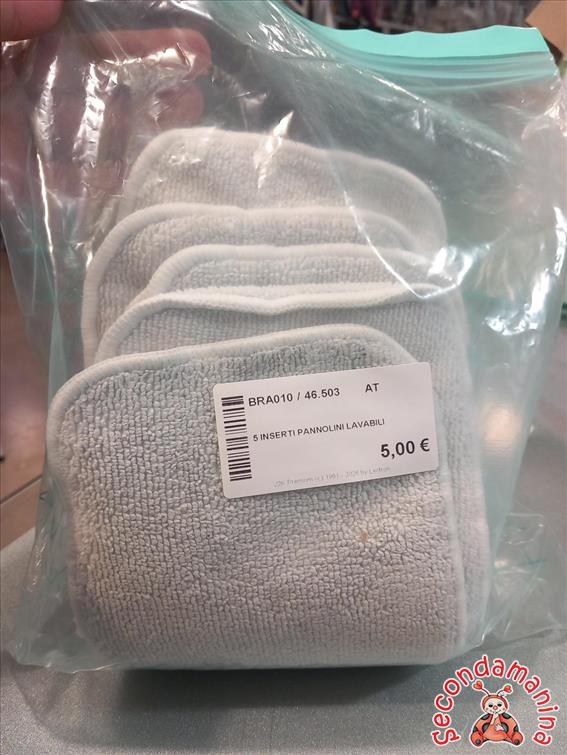 BRA010 / 46.503 AT
5 INSERTI PANNOLINI LAVABILI
5,00 €
secondamanina